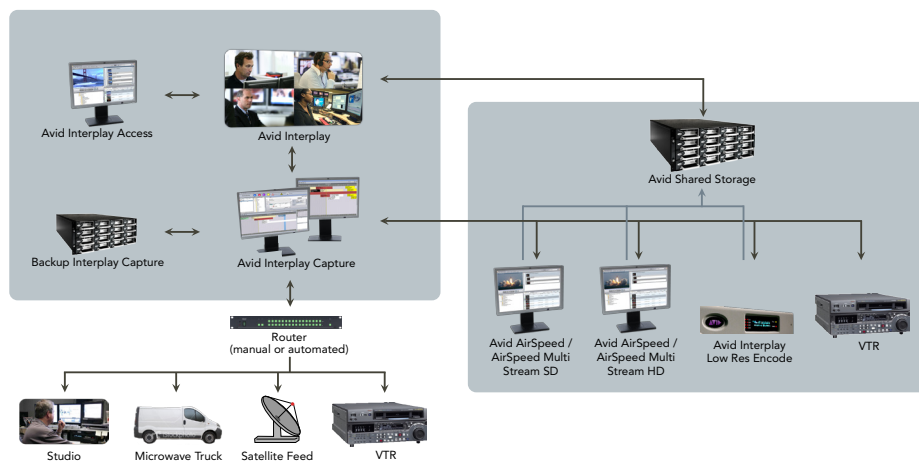 Avid Interplay Access
Avid Interplay
Avid Shared Storage
Backup Interplay Capture
Avid Interplay Capture
Router
(manual or automated)
Avid AirSpeed /
AirSpeed Multi
Stream SD
Avid AirSpeed /
AirSpeed Multi
Stream HD
Avid Interplay
Low Res Encode
VTR
Studio
Microwave Truck
Satellite Feed
VTR